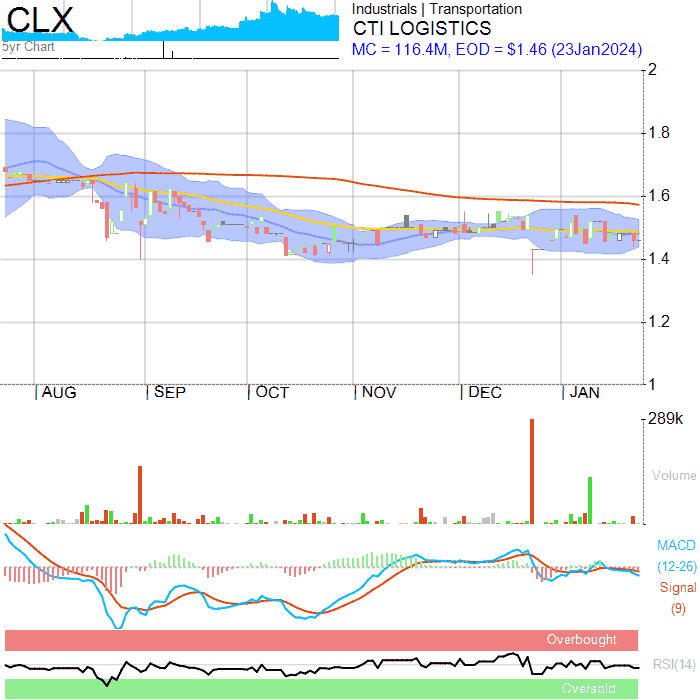 CLX
Industrials | Transportation
CTI LOGISTICS
5yr Chart
MC = 116.4M, EOD = $1.46 (23Jan2024)
2
1.8
1.6
1.4
1.2
1
AUG SEP OCT NOV DEC JAN
289k
Volume
MACD
(12-26)
Signal
(9)
Overbought
RSI(14)
Oversold